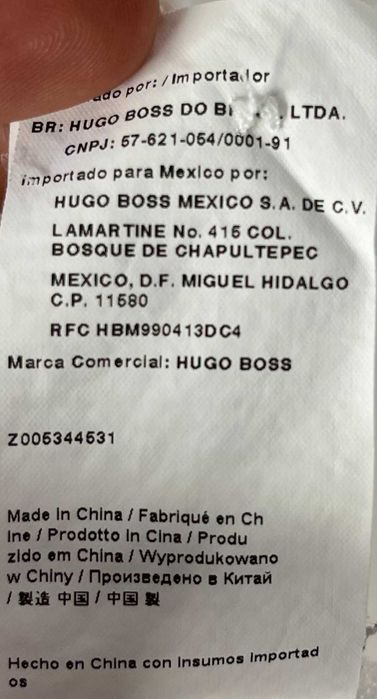 ado por: / Importador
BR: HUGO BOSS DO LTDA.
CNPJ: 57-621-054/0001-91
importado para Mexico por:
HUGO BOSS MEXICO S.A. DE C.V.
LAMARTINE No. 415 COL.
BOSQUE DE CHAPULTEPEC
MEXICO, D.F. MIGUEL HIDALGO
C.P. 11580
RFC HBM990413DC4
Marca Comercial: HUGO BOSS
Z005344531
Made in China / Fabriqué en Ch
ine / Prodotto in Cina / Produ
zido em China / Wyprodukowano
w Chiny / Произведено в Китай
/ 製造 中国 / 中国 製
Hecho en China con insumos importad
os